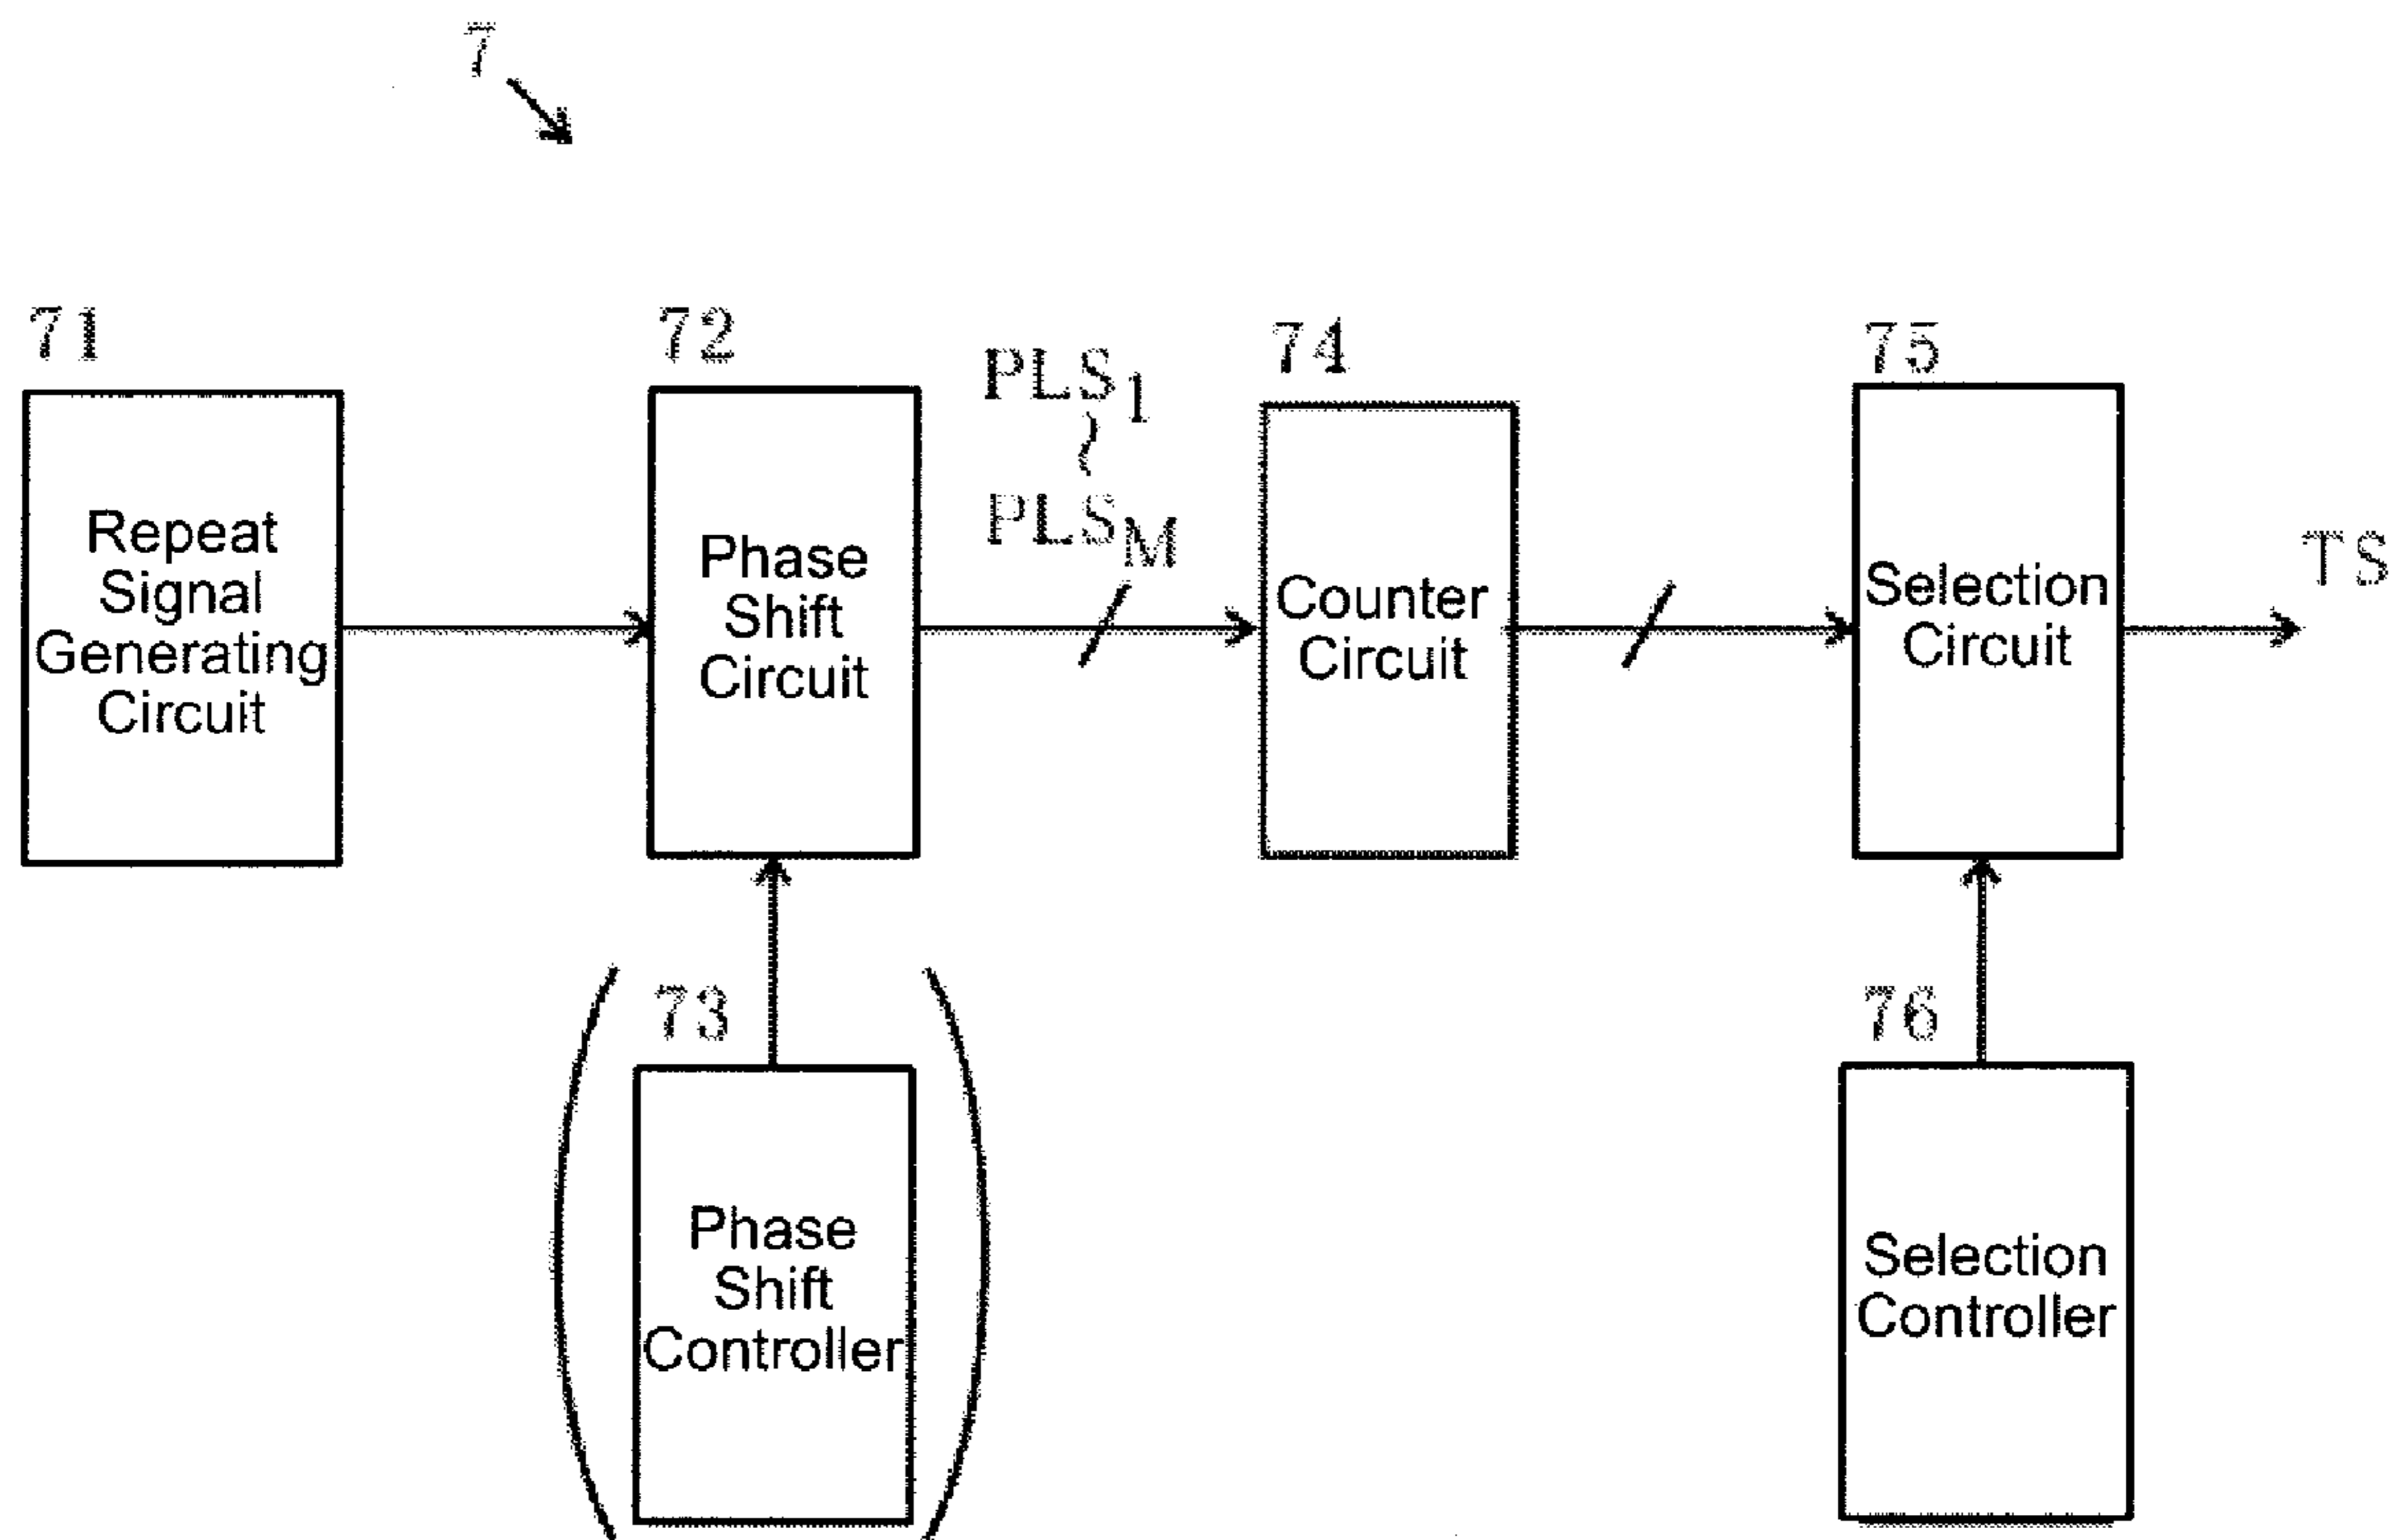 7
71
Repeat
Signal
Generating
Circuit
72
Phase
Shift
Circuit
PLS1
~
PLSM
74
Counter
Circuit
75
Selection
Circuit
TS
73
Phase
Shift
Controller
76
Selection
Controller